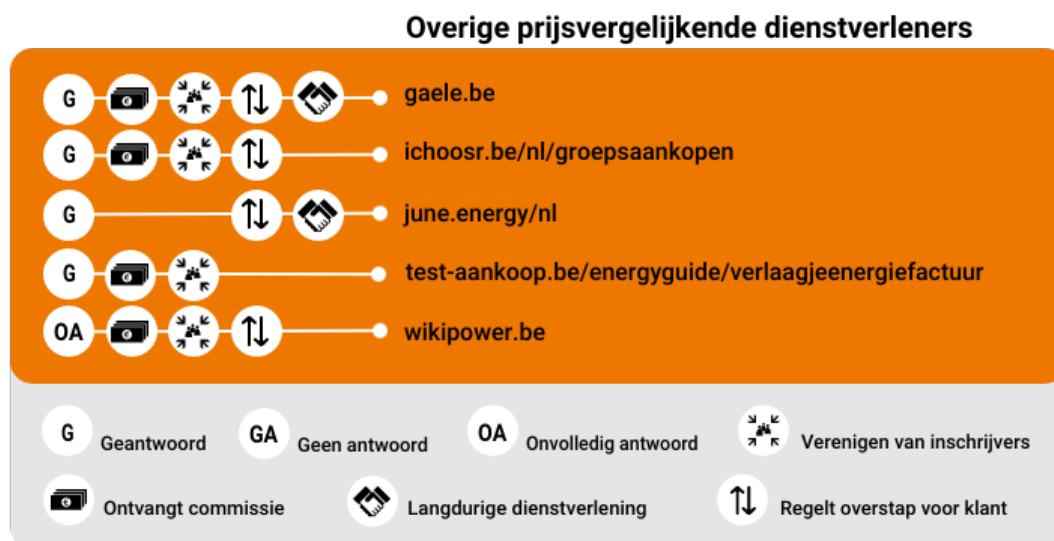 Overige prijsvergelijkende dienstverleners
G gaele.be
G ichoosr.be/nl/groepsaankopen
G june.energy/nl
G test-aankoop.be/energyguide/verlaagjeenergiefactuur
OA wikipower.be
G Geantwoord GA Geen antwoord OA Onvolledig antwoord Verenigen van inschrijvers
Ontvangt commissie Langdurige dienstverlening Regelt overstap voor klant